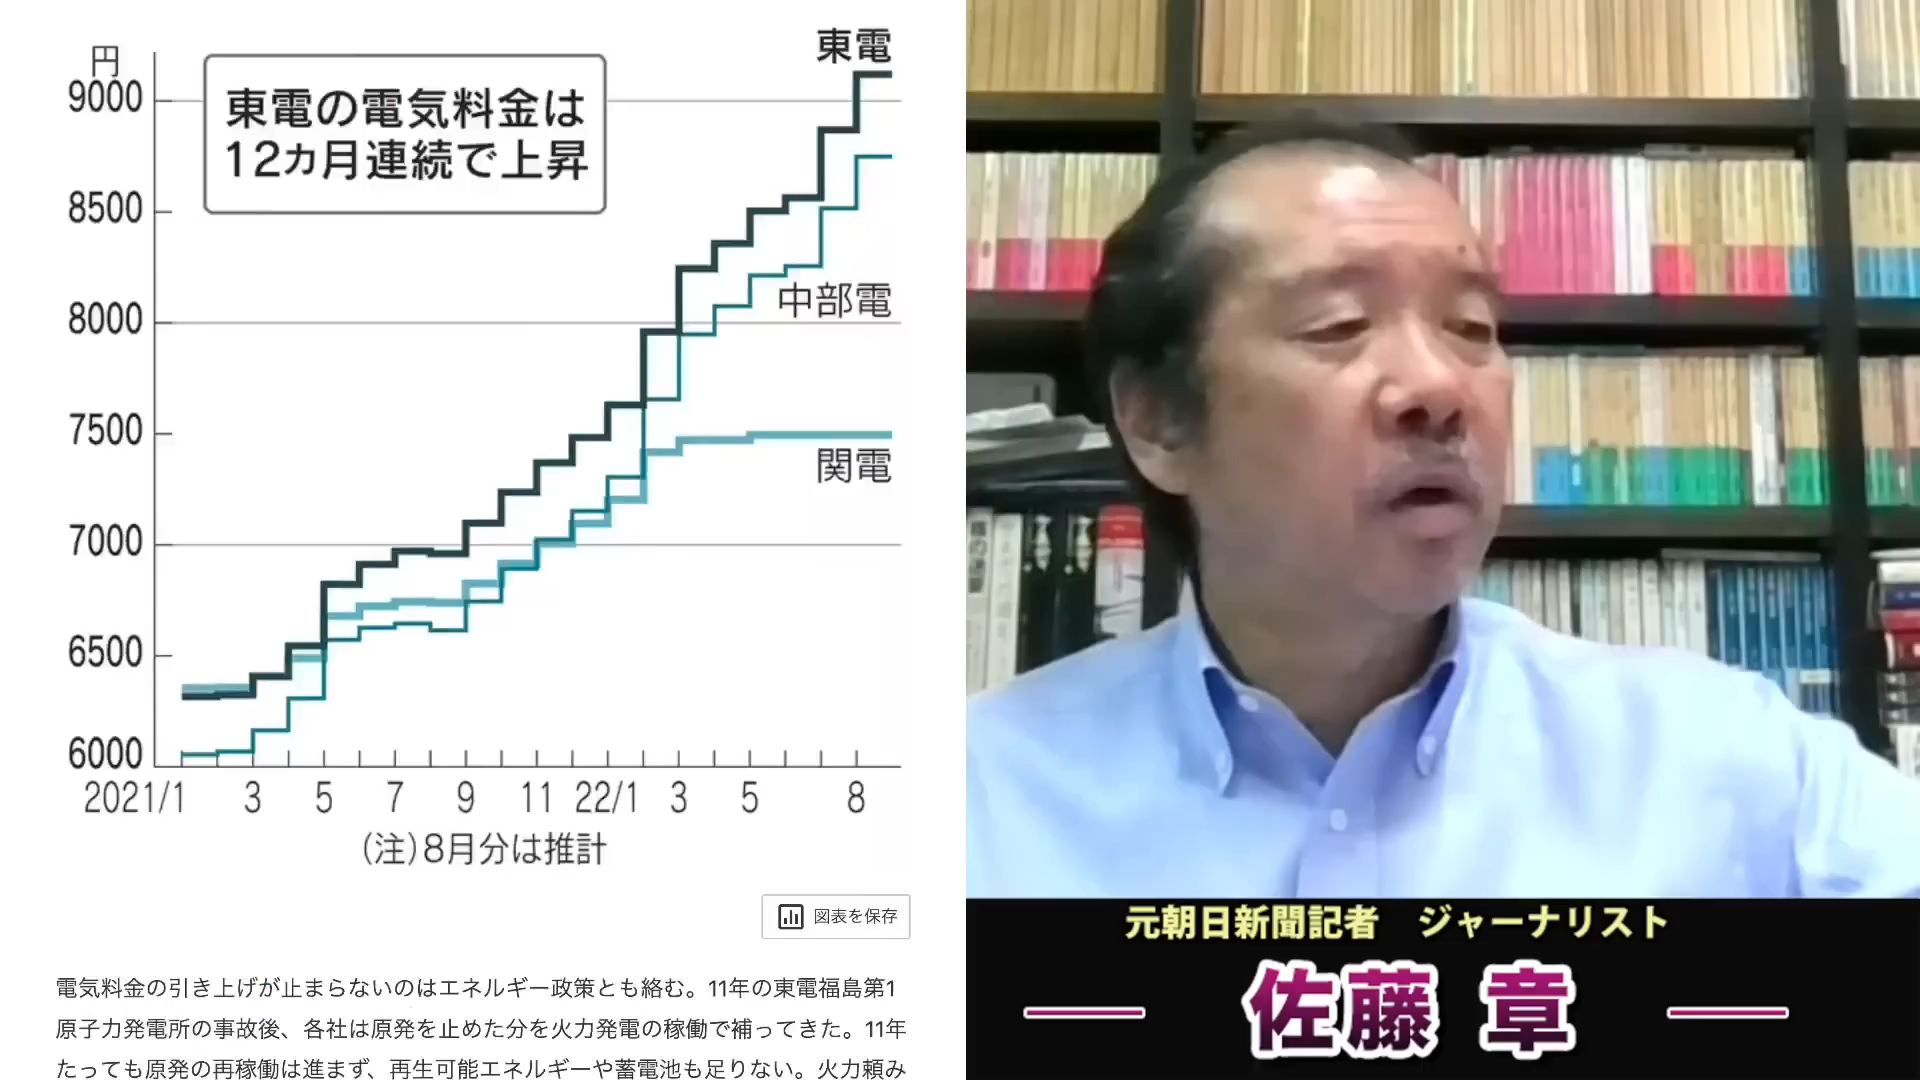 円
東電
9000
東電の電気料金は
12カ月連続で上昇
8500
8000
中部電
7500
関電
7000
6500
6000
2021/1 3 5 7 9 11 22/1 3 5 8
(注)8月分は推計
図表を保存
電気料金の引き上げが止まらないのはエネルギー政策とも絡む。11年の東電福島第1
原子力発電所の事故後、各社は原発を止めた分を火力発電の稼働で補ってきた。11年
たっても原発の再稼働は進まず、再生可能エネルギーや蓄電池も足りない。火力頼み
元朝日新聞記者 ジャーナリスト
佐藤 章